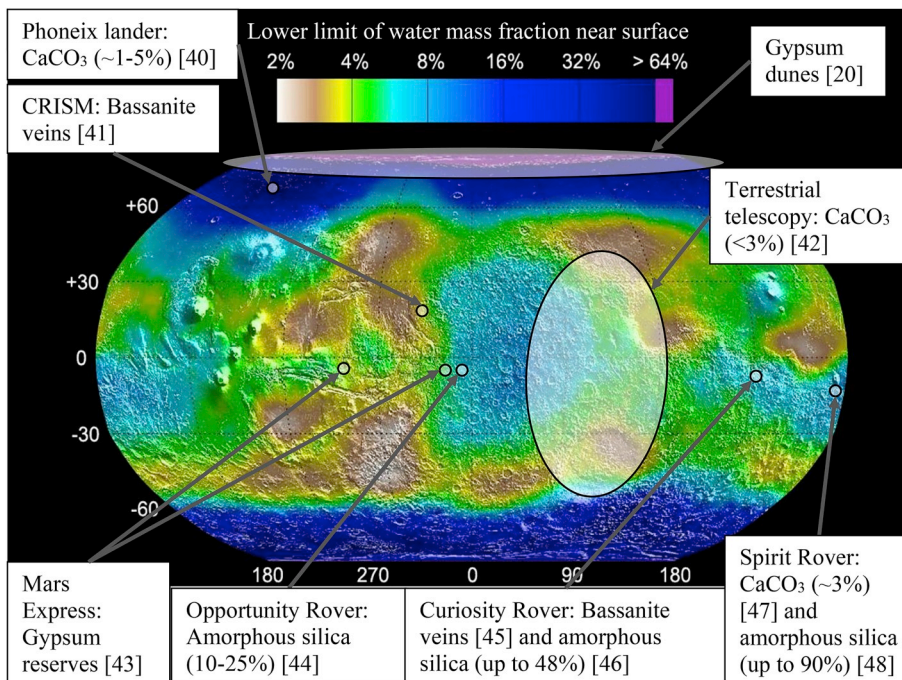 Phoneix lander:
CaCO₃ (~1-5%) [40]
Lower limit of water mass fraction near surface
2% 4% 8% 16% 32% > 64%
Gypsum
dunes [20]
CRISM: Bassanite
veins [41]
Terrestrial
telescopy: CaCO₃
(<3%) [42]
+60
+30
0
-30
-60
180 270 0 90 180
Mars
Express:
Gypsum
reserves [43]
Opportunity Rover:
Amorphous silica
(10-25%) [44]
Curiosity Rover: Bassanite
veins [45] and amorphous
silica (up to 48%) [46]
Spirit Rover:
CaCO₃ (~3%)
[47] and
amorphous silica
(up to 90%) [48]